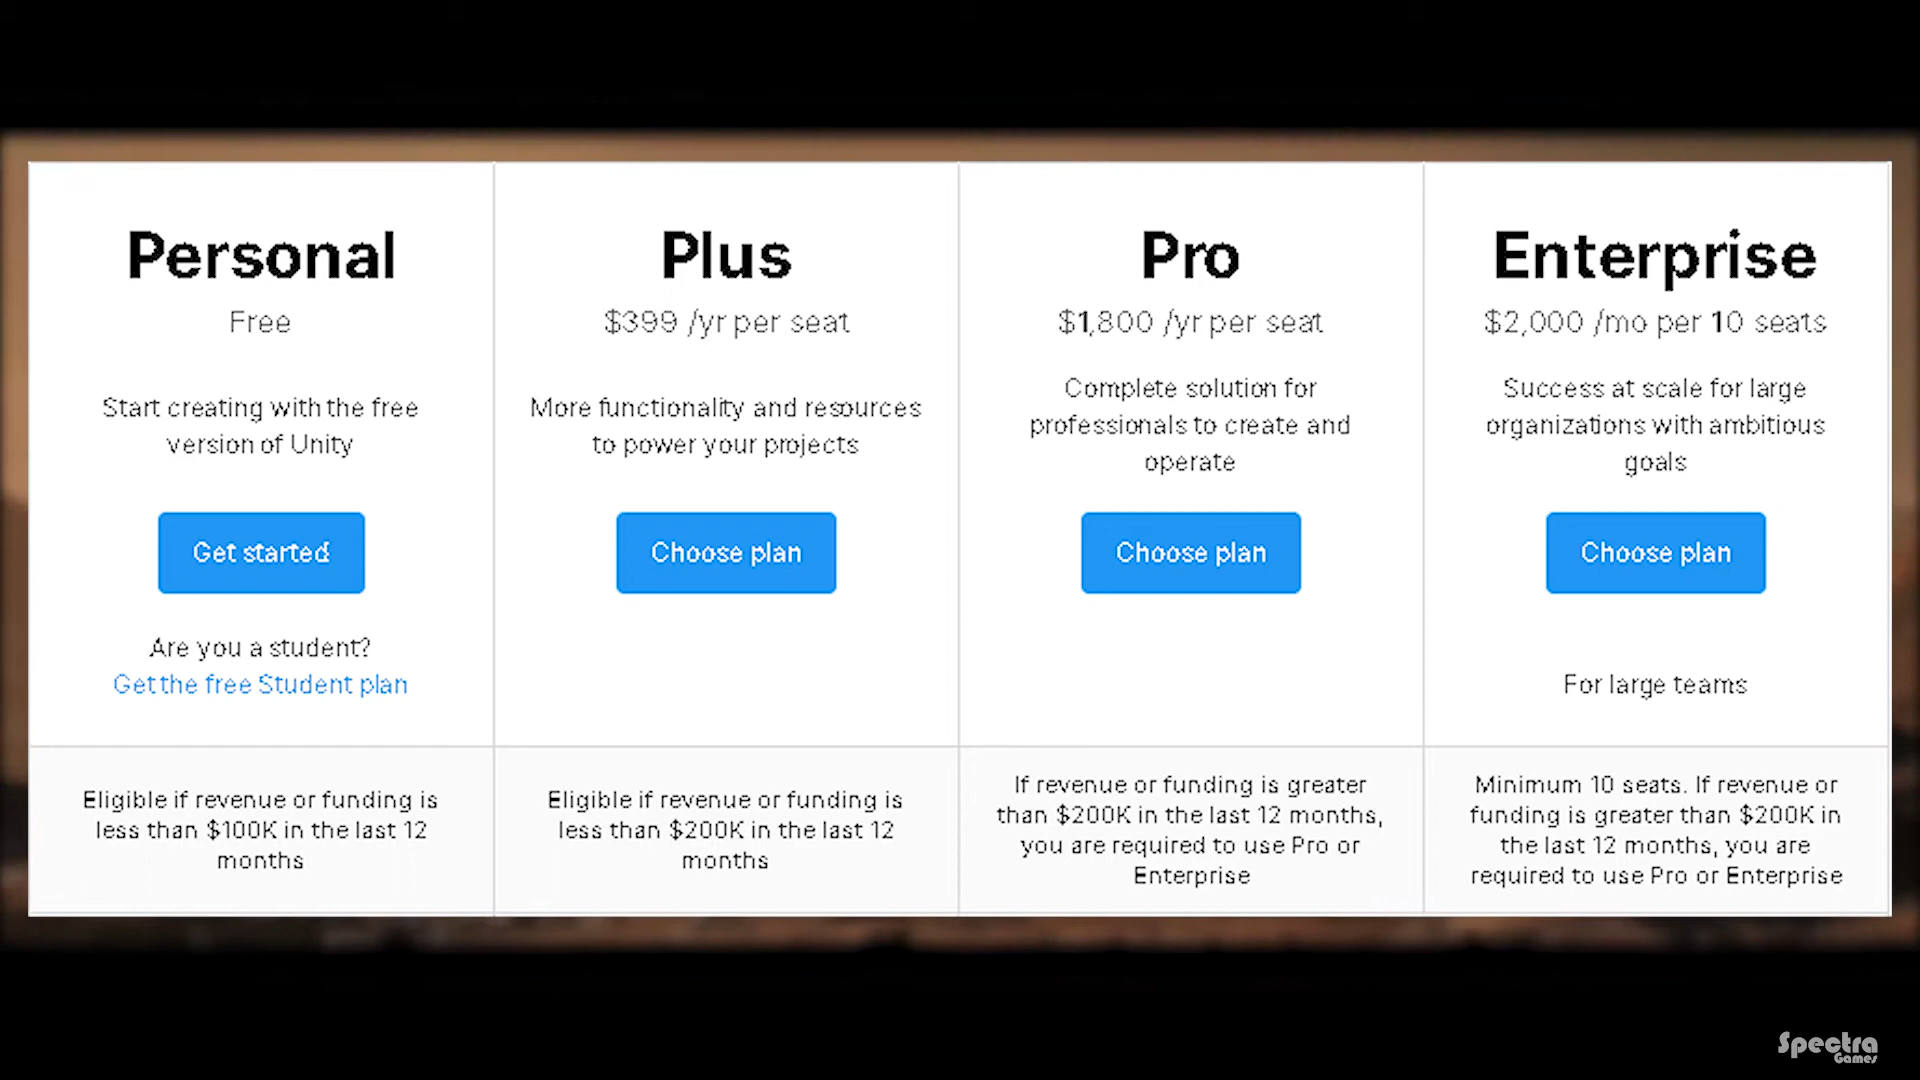 Personal
Free
Start creating with the free
version of Unity
Get started
Are you a student?
Get the free Student plan
Eligible if revenue or funding is
less than $100K in the last 12
months
Plus
$399 /yr per seat
More functionality and resources
to power your projects
Choose plan
Eligible if revenue or funding is
less than $200K in the last 12
months
Pro
$1,800 /yr per seat
Complete solution for
professionals to create and
operate
Choose plan
If revenue or funding is greater
than $200K in the last 12 months,
you are required to use Pro or
Enterprise
Enterprise
$2,000 /mo per 10 seats
Success at scale for large
organizations with ambitious
goals
Choose plan
For large teams
Minimum 10 seats. If revenue or
funding is greater than $200K in
the last 12 months, you are
required to use Pro or Enterprise
Spectra
Games